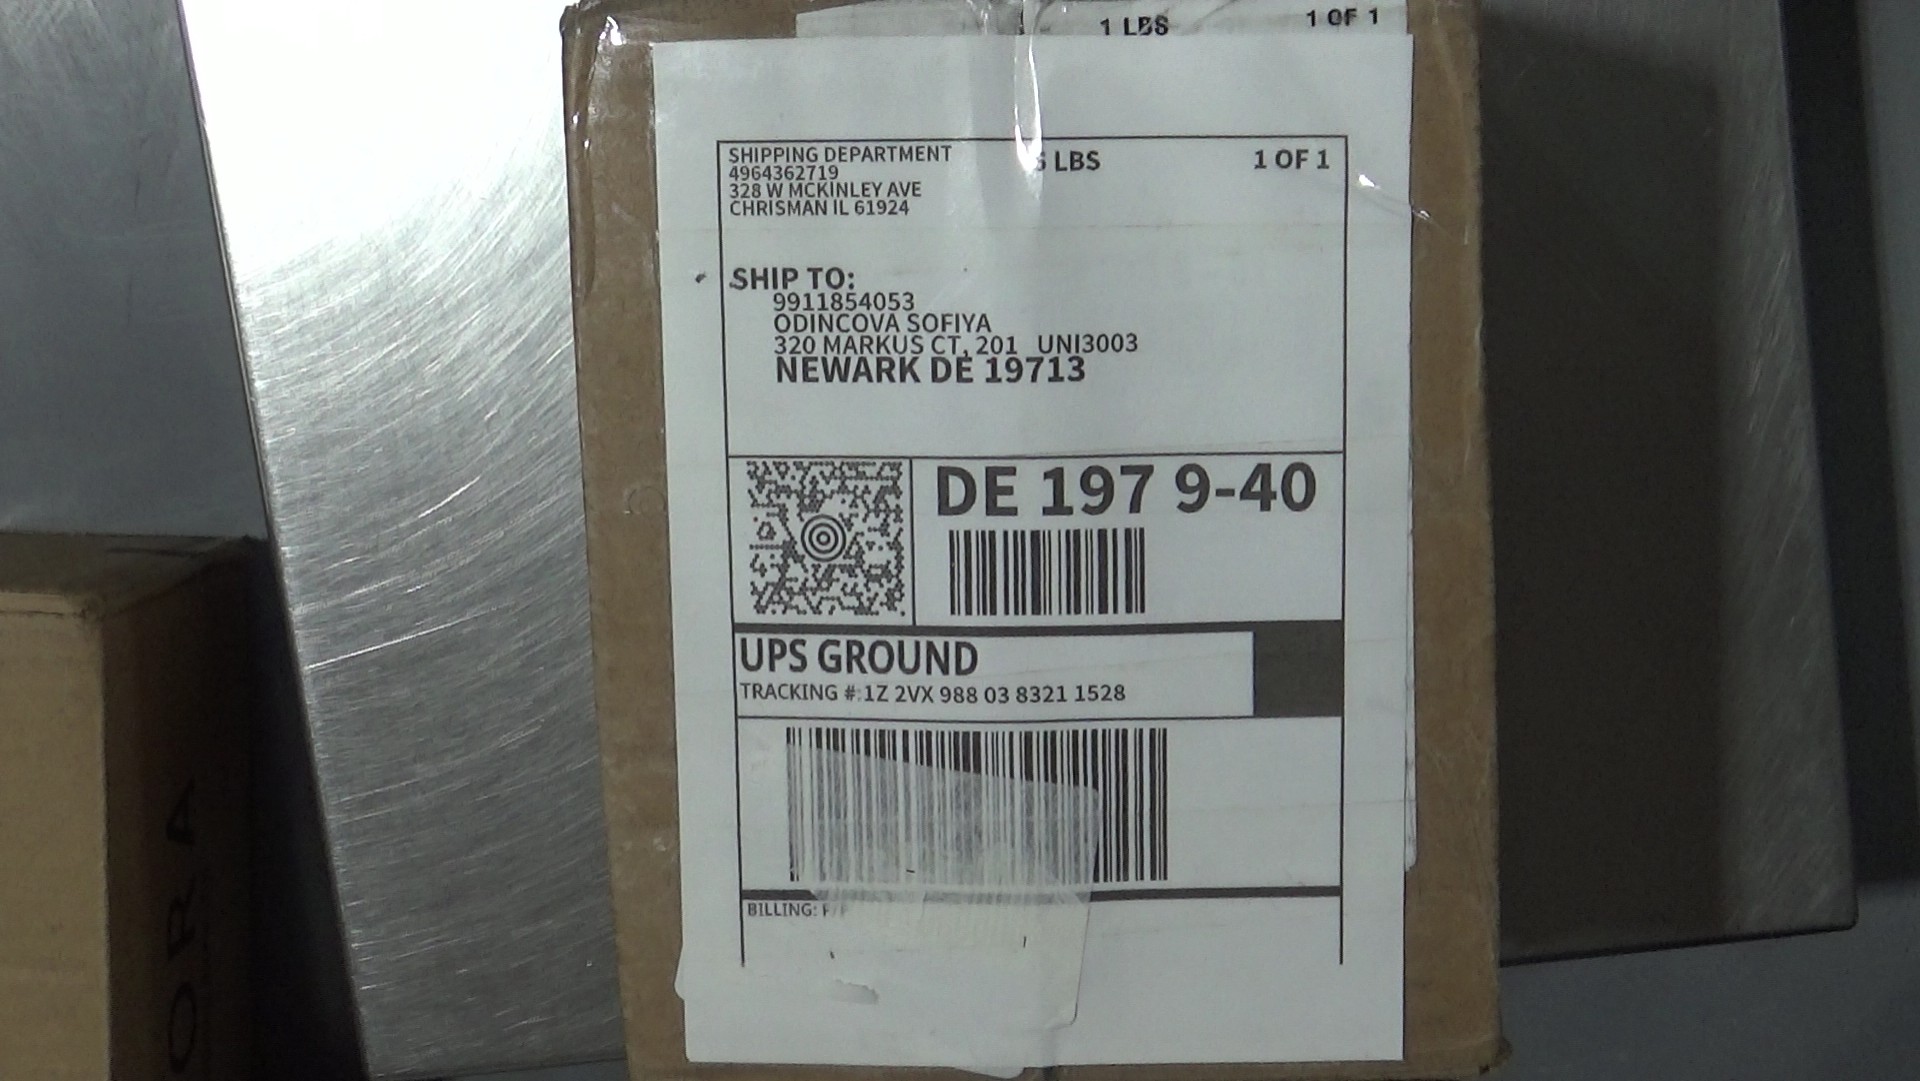 1 LBS 1 OF 1
SHIPPING DEPARTMENT
4964362719
328 W MCKINLEY AVE
CHRISMAN IL 61924
LBS 1 OF 1
SHIP TO:
9911854053
ODINCOVA SOFIYA
320 MARKUS CT, 201 UNI3003
NEWARK DE 19713
DE 197 9-40
UPS GROUND
TRACKING #: 1Z 2VX 988 03 8321 1528
BILLING:
ORA